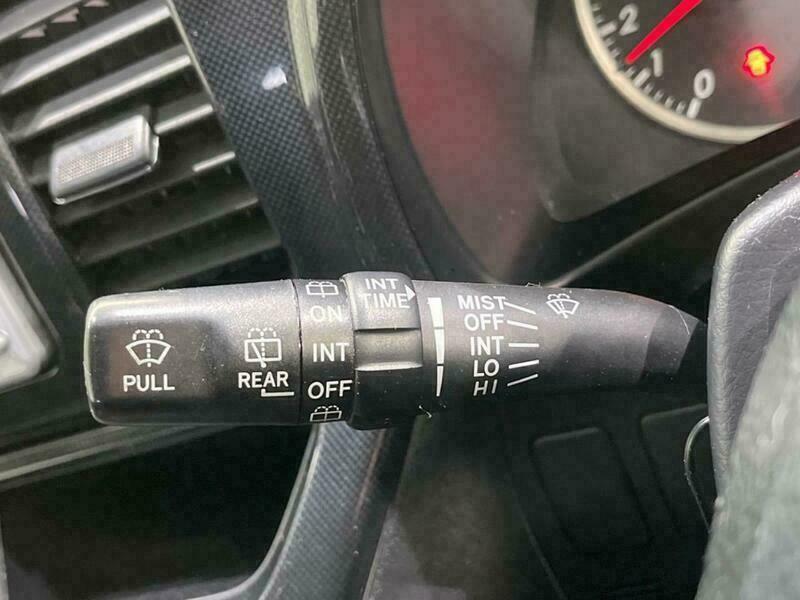 2
1
0
PULL
REAR
ON
INT
OFF
INT
TIME
MIST
OFF
INT
LO
HI